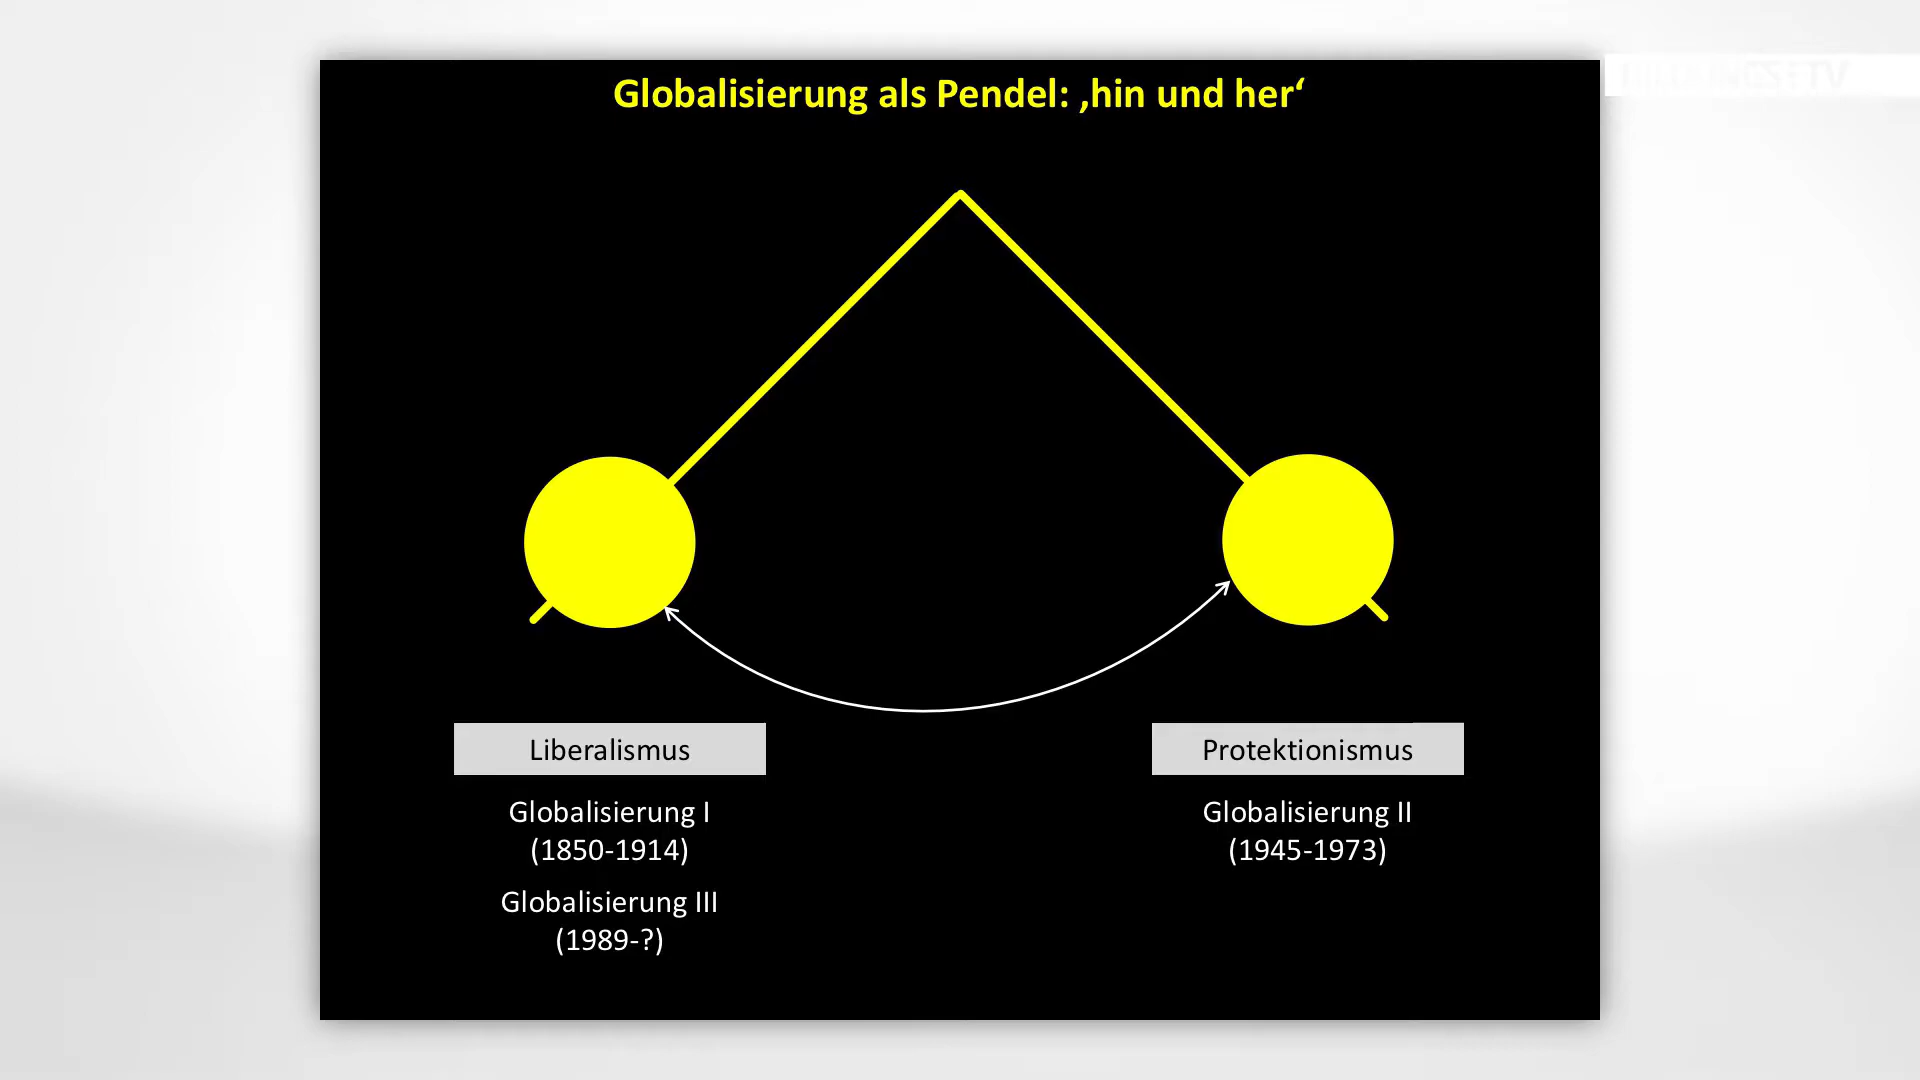 Globalisierung als Pendel: ‚hin und her‘
Liberalismus
Globalisierung I
(1850-1914)
Globalisierung III
(1989-?)
Protektionismus
Globalisierung II
(1945-1973)